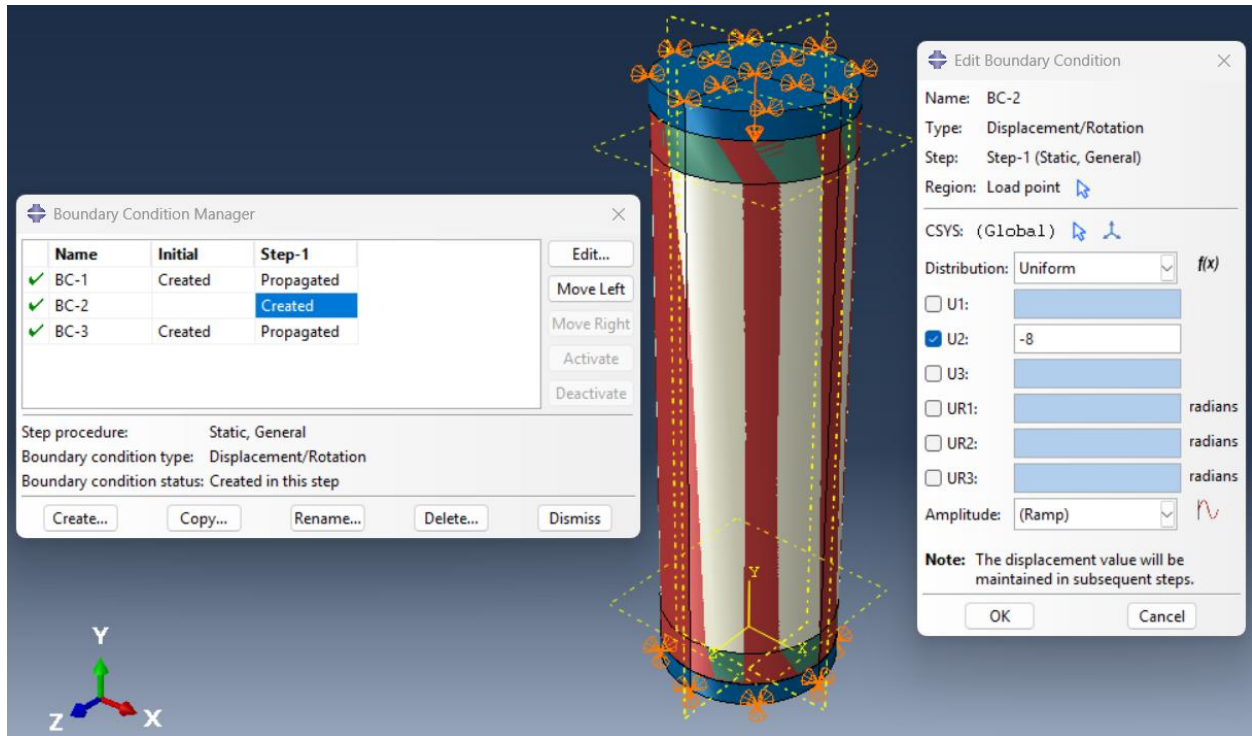 Boundary Condition Manager
Name Initial Step-1
BC-1 Created Propagated
BC-2 Created
BC-3 Created Propagated
Edit...
Move Left
Move Right
Activate
Deactivate
Step procedure: Static, General
Boundary condition type: Displacement/Rotation
Boundary condition status: Created in this step
Create... Copy... Rename... Delete... Dismiss
Y
Z X
Y
X
Edit Boundary Condition
Name: BC-2
Type: Displacement/Rotation
Step: Step-1 (Static, General)
Region: Load point
CSYS: (Global)
Distribution: Uniform f(x)
U1:
U2: -8
U3:
UR1: radians
UR2: radians
UR3: radians
Amplitude: (Ramp)
Note: The displacement value will be
maintained in subsequent steps.
OK Cancel